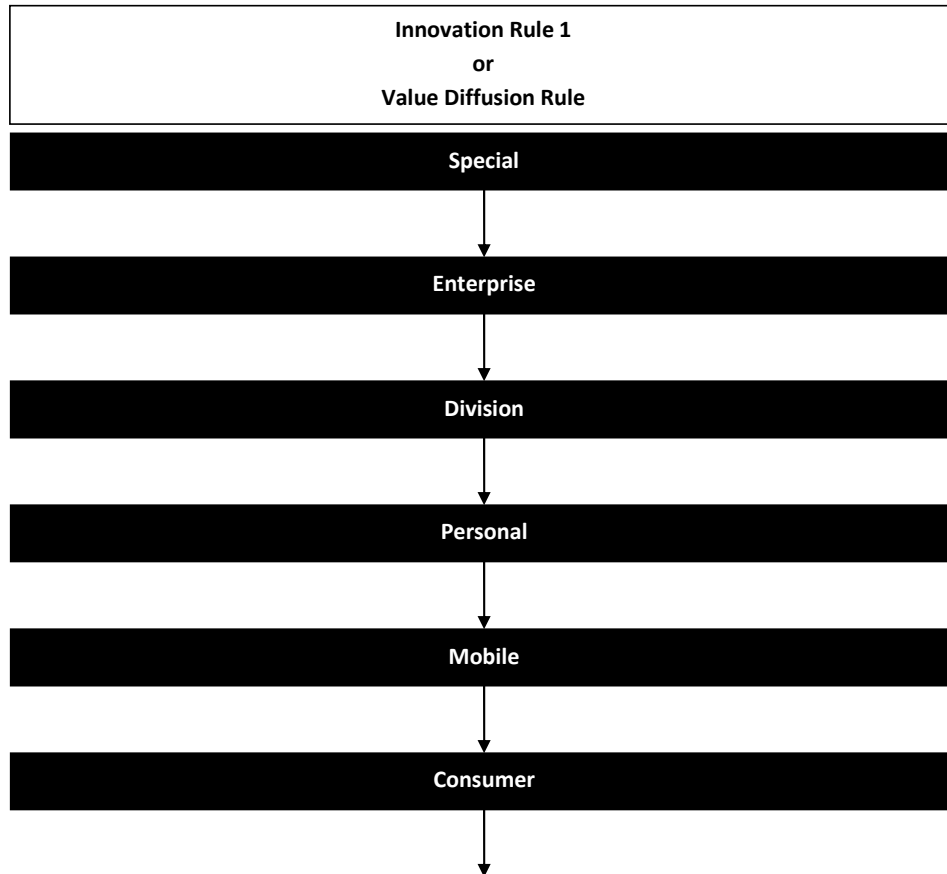 Innovation Rule 1
or
Value Diffusion Rule
Special
Enterprise
Division
Personal
Mobile
Consumer